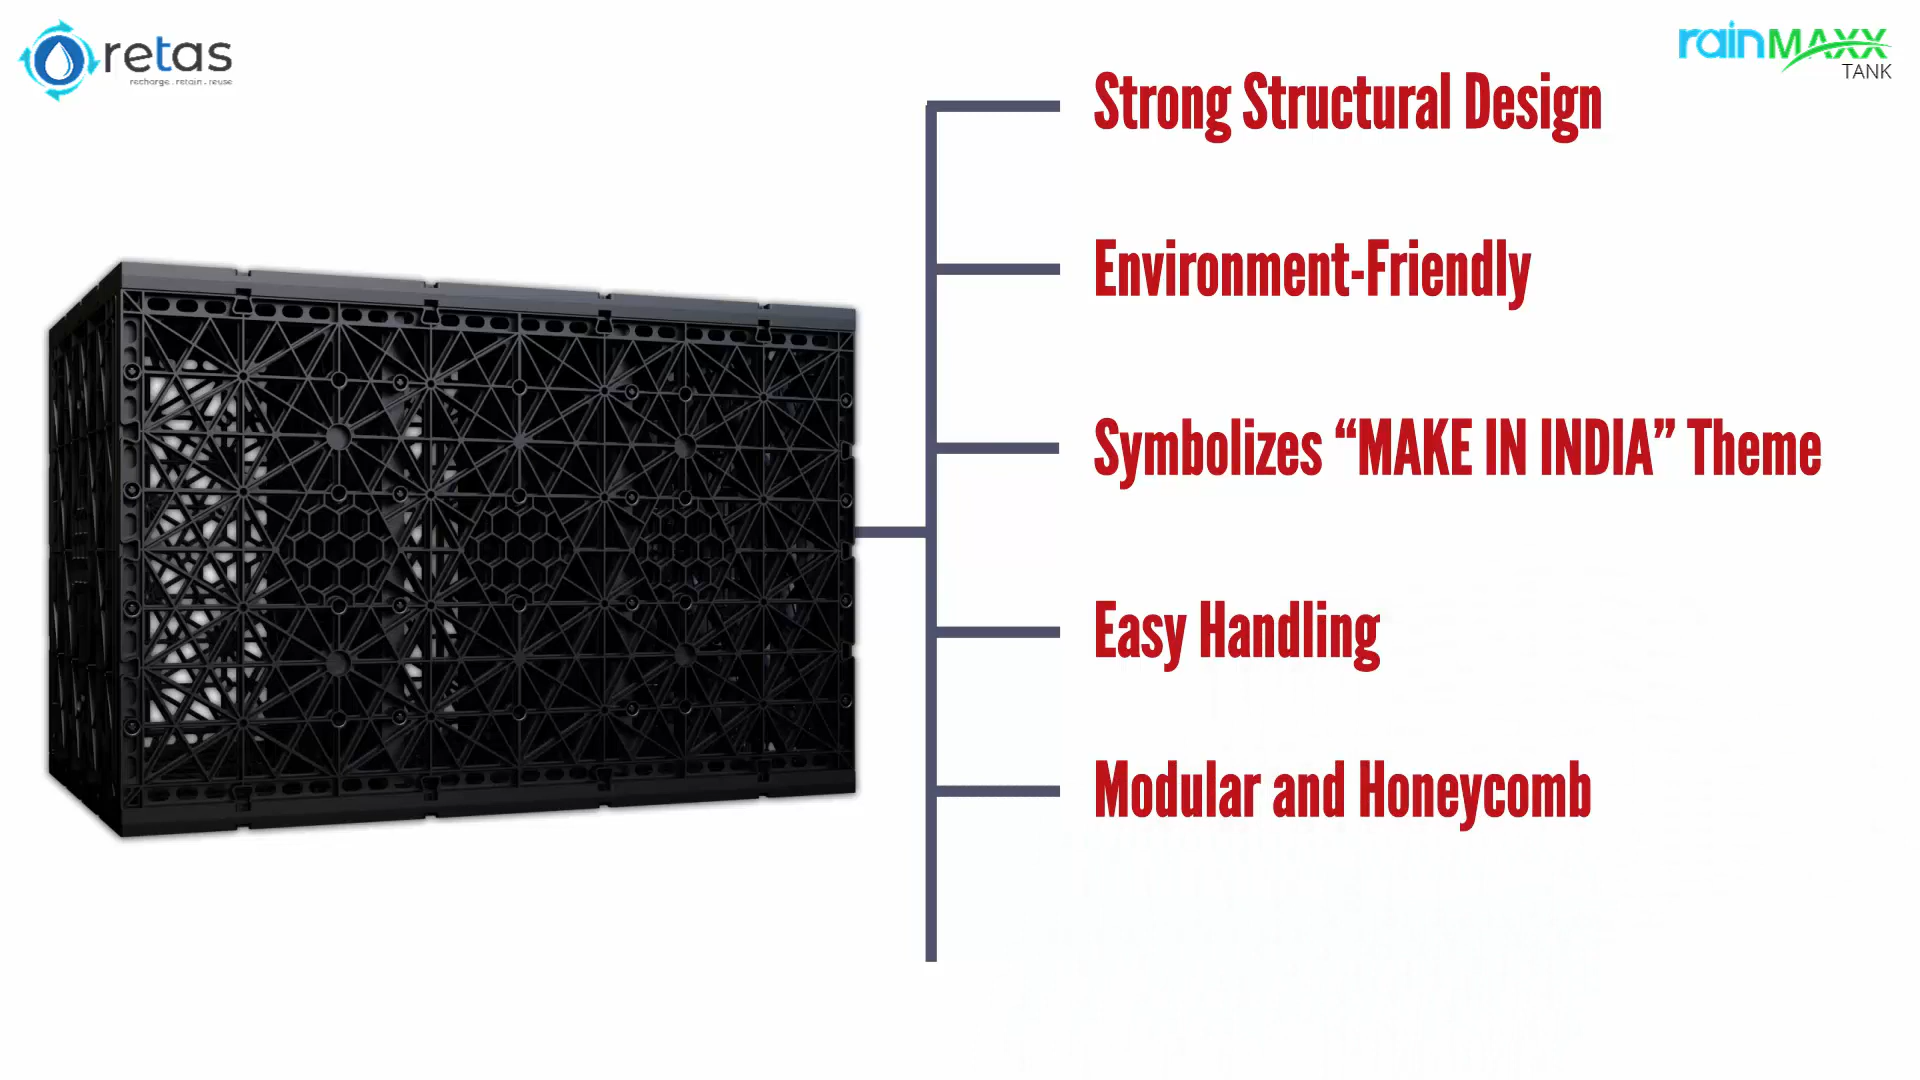 retas
recharge . retain . reuse
rainMAXX
TANK
Strong Structural Design
Environment-Friendly
Symbolizes “MAKE IN INDIA” Theme
Easy Handling
Modular and Honeycomb